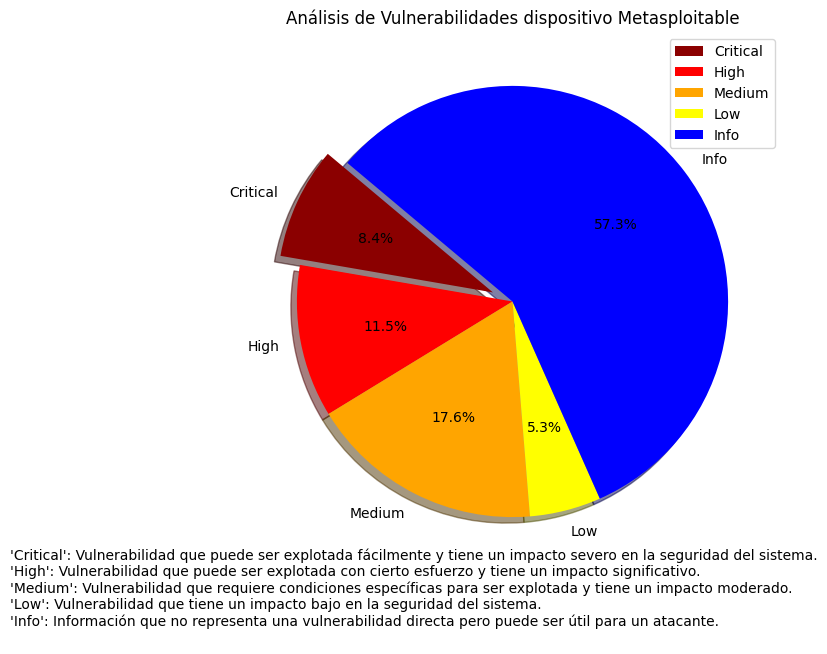 Análisis de Vulnerabilidades dispositivo Metasploitable
Critical
High
Medium
Low
Info
Info
Critical
57.3%
8.4%
11.5%
High
17.6%
5.3%
Medium
Low
'Critical': Vulnerabilidad que puede ser explotada fácilmente y tiene un impacto severo en la seguridad del sistema.
'High': Vulnerabilidad que puede ser explotada con cierto esfuerzo y tiene un impacto significativo.
'Medium': Vulnerabilidad que requiere condiciones específicas para ser explotada y tiene un impacto moderado.
'Low': Vulnerabilidad que tiene un impacto bajo en la seguridad del sistema.
'Info': Información que no representa una vulnerabilidad directa pero puede ser útil para un atacante.